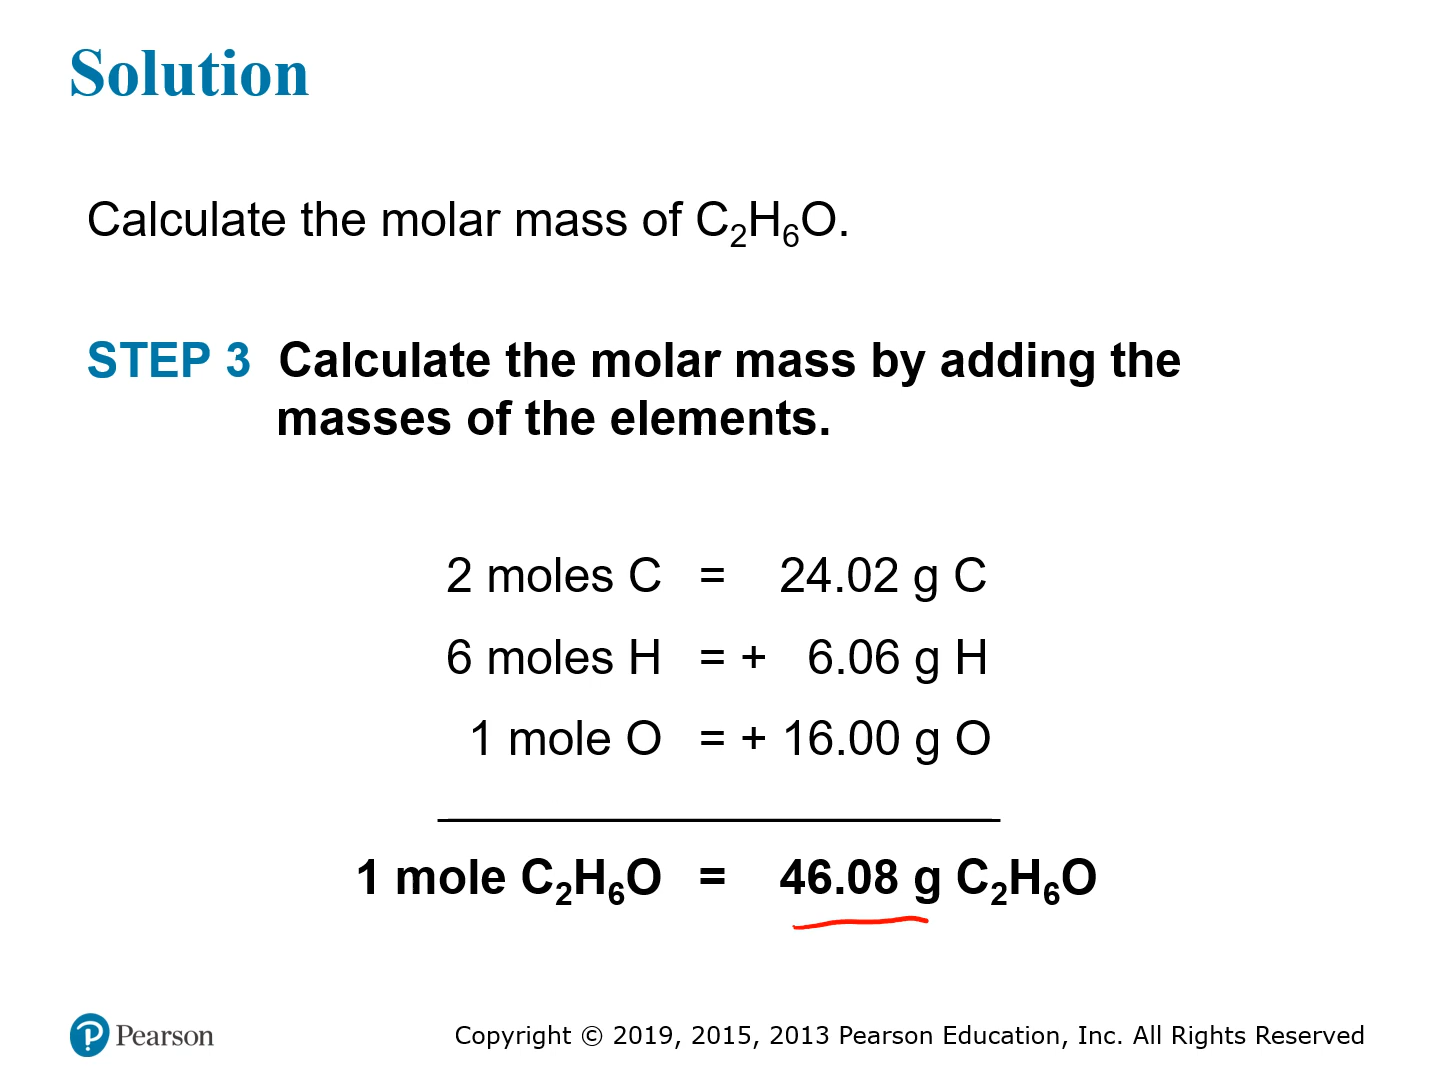 Solution
Calculate the molar mass of C₂H₆O.
STEP 3 Calculate the molar mass by adding the
masses of the elements.
2 moles C = 24.02 g C
6 moles H = + 6.06 g H
1 mole O = + 16.00 g O
1 mole C₂H₆O = 46.08 g C₂H₆O
Pearson
Copyright © 2019, 2015, 2013 Pearson Education, Inc. All Rights Reserved